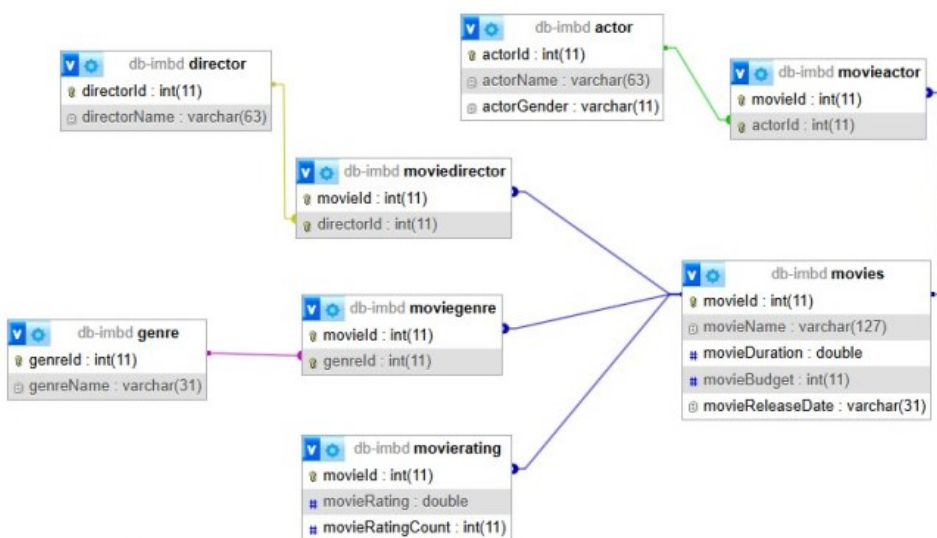 db-imbd actor
actorId : int(11)
actorName : varchar(63)
actorGender : varchar(11)
db-imbd director
directorId : int(11)
directorName : varchar(63)
db-imbd movieactor
movieId : int(11)
actorId : int(11)
db-imbd moviedirector
movieId : int(11)
directorId : int(11)
db-imbd movies
movieId : int(11)
movieName : varchar(127)
movieDuration : double
movieBudget : int(11)
movieReleaseDate : varchar(31)
db-imbd moviegenre
movieId : int(11)
genreId : int(11)
db-imbd genre
genreId : int(11)
genreName : varchar(31)
db-imbd movierating
movieId : int(11)
movieRating : double
movieRatingCount : int(11)